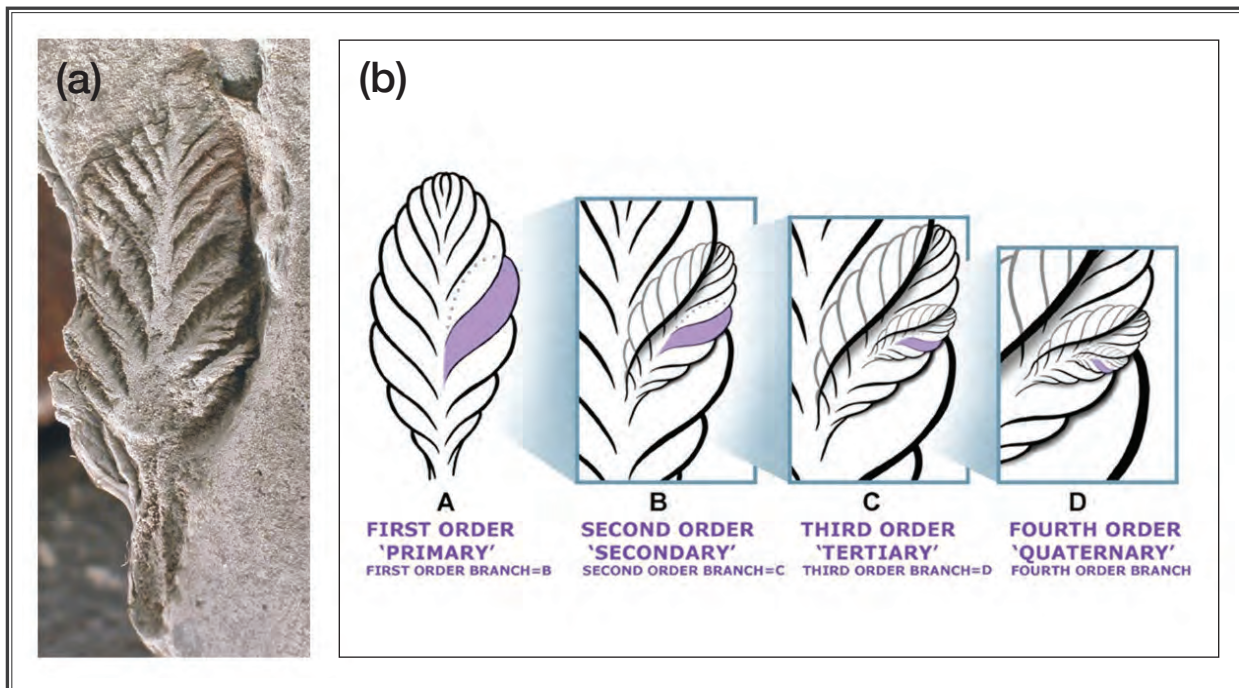 (a)
(b)
A
FIRST ORDER
'PRIMARY'
FIRST ORDER BRANCH=B
B
SECOND ORDER
'SECONDARY'
SECOND ORDER BRANCH=C
C
THIRD ORDER
'TERTIARY'
THIRD ORDER BRANCH=D
D
FOURTH ORDER
'QUATERNARY'
FOURTH ORDER BRANCH